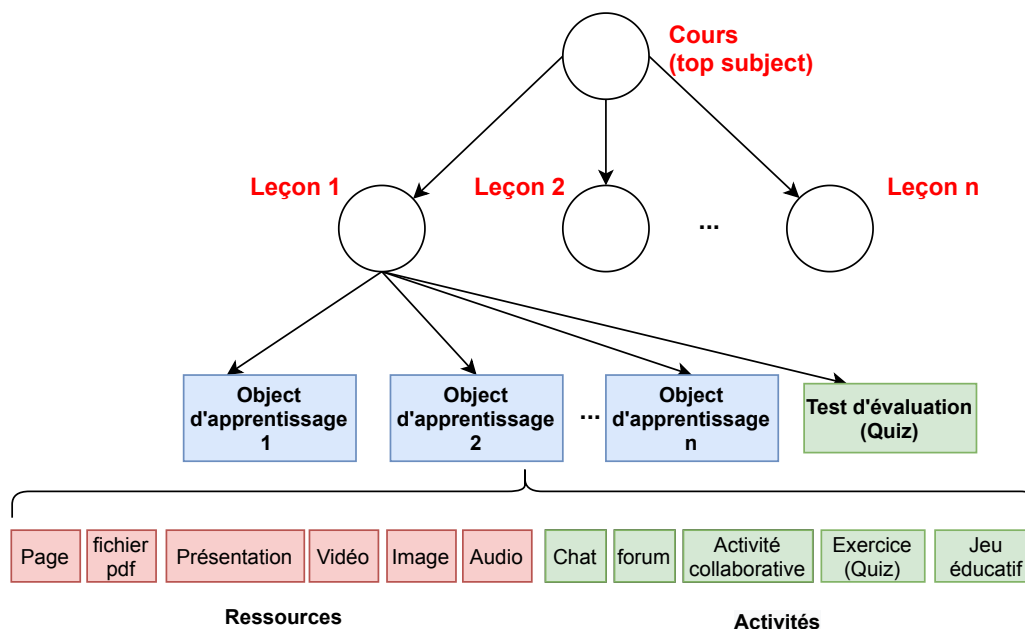 Cours
(top subject)
Leçon 1
Leçon 2
Leçon n
...
Object
d'apprentissage
1
Object
d'apprentissage
2
...
Object
d'apprentissage
n
Test d'évaluation
(Quiz)
Page
fichier
pdf
Présentation
Vidéo
Image
Audio
Chat
forum
Activité
collaborative
Exercice
(Quiz)
Jeu
éducatif
Ressources
Activités